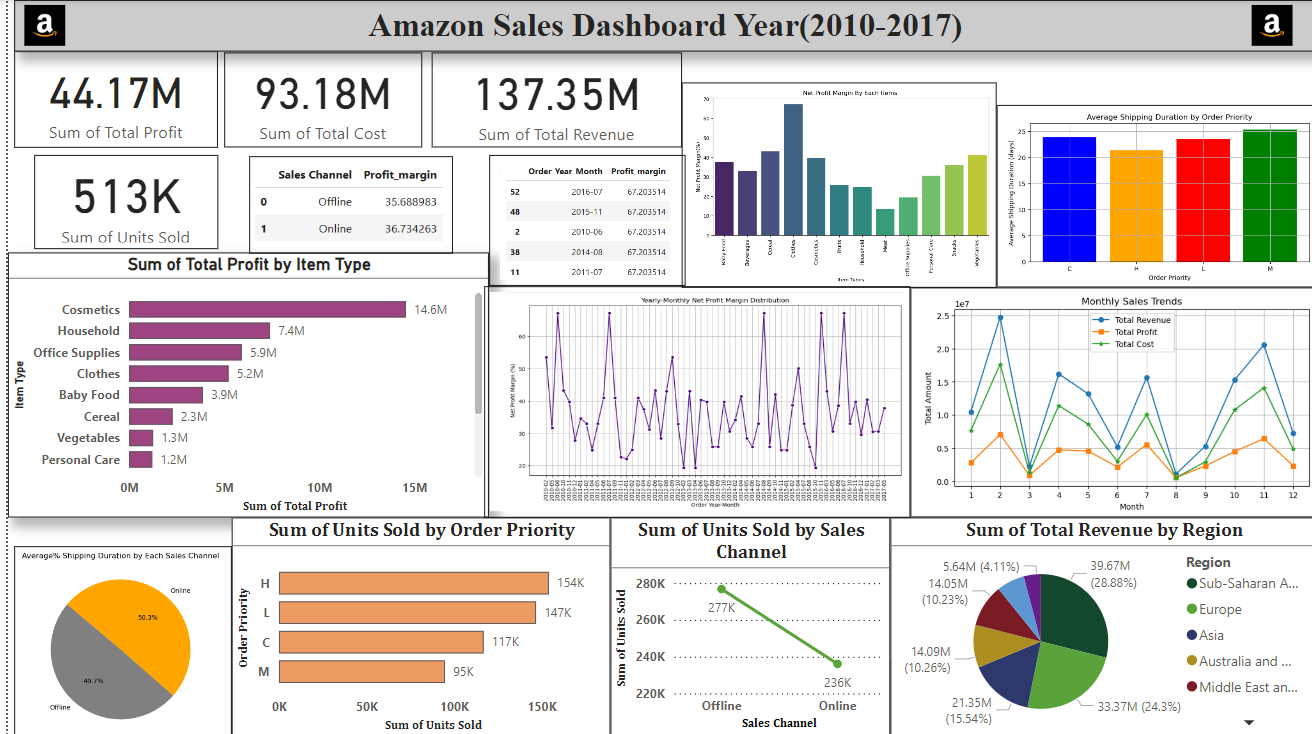 a
Amazon Sales Dashboard Year(2010-2017)
a
44.17M
Sum of Total Profit
93.18M
Sum of Total Cost
137.35M
Sum of Total Revenue
513K
Sum of Units Sold
Sales Channel Profit_margin
0 Offline 35.688983
1 Online 36.734263
Order Year_Month Profit_margin
52 2016-07 67.203514
48 2015-11 67.203514
2 2010-06 67.203514
38 2014-08 67.203514
11 2011-07 67.203514
Net Profit Margin By Each Items
Net Profit Margin(%)
70
60
50
40
30
20
10
0
Baby Food
Beverages
Cereal
Clothes
Cosmetics
Fruits
Household
Meat
Office Supplies
Personal Care
Snacks
Vegetables
Item Types
Average Shipping Duration by Order Priority
Average Shipping Duration (days)
25
20
15
10
5
0
C H L M
Order Priority
Sum of Total Profit by Item Type
Item Type
Cosmetics 14.6M
Household 7.4M
Office Supplies 5.9M
Clothes 5.2M
Baby Food 3.9M
Cereal 2.3M
Vegetables 1.3M
Personal Care 1.2M
0M 5M 10M 15M
Sum of Total Profit
Yearly-Monthly Net Profit Margin Distribution
Net Profit Margin (%)
60
50
40
30
20
Order Year-Month
Monthly Sales Trends
1e7
Total Revenue
Total Profit
Total Cost
Total Amount
2.5
2.0
1.5
1.0
0.5
0.0
1 2 3 4 5 6 7 8 9 10 11 12
Month
Average% Shipping Duration by Each Sales Channel
Online
50.3%
49.7%
Offline
Sum of Units Sold by Order Priority
Order Priority
H 154K
L 147K
C 117K
M 95K
0K 50K 100K 150K
Sum of Units Sold
Sum of Units Sold by Sales
Channel
Sum of Units Sold
280K
277K
260K
240K
236K
220K
Offline Online
Sales Channel
Sum of Total Revenue by Region
5.64M (4.11%)
39.67M
(28.88%)
14.05M
(10.23%)
14.09M
(10.26%)
21.35M
(15.54%)
33.37M (24.3%)
Region
Sub-Saharan A...
Europe
Asia
Australia and ...
Middle East an...